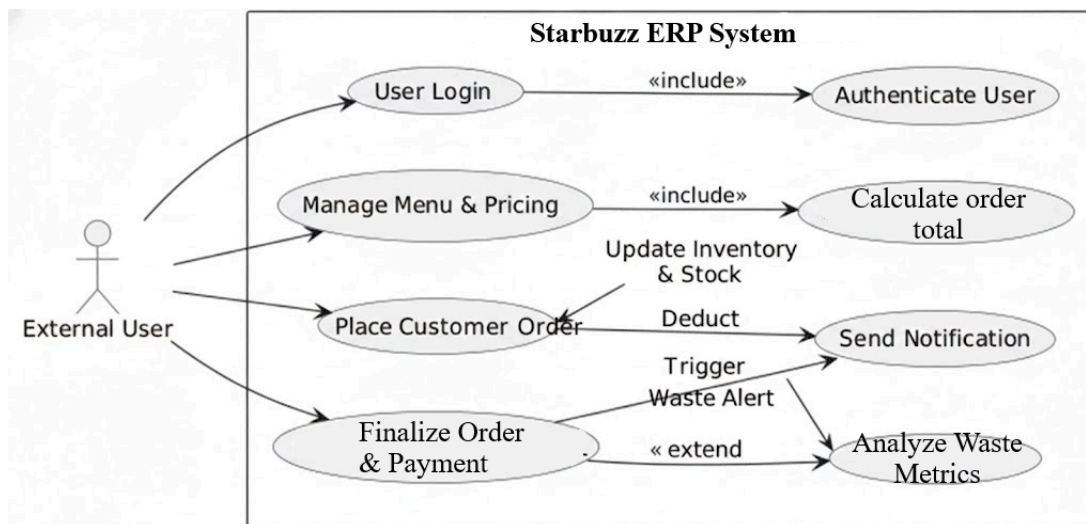 Starbuzz ERP System
User Login
«include»
Authenticate User
Manage Menu & Pricing
«include»
Calculate order
total
Update Inventory
& Stock
External User
Place Customer Order
Deduct
Send Notification
Trigger
Waste Alert
Finalize Order
& Payment
« extend
Analyze Waste
Metrics